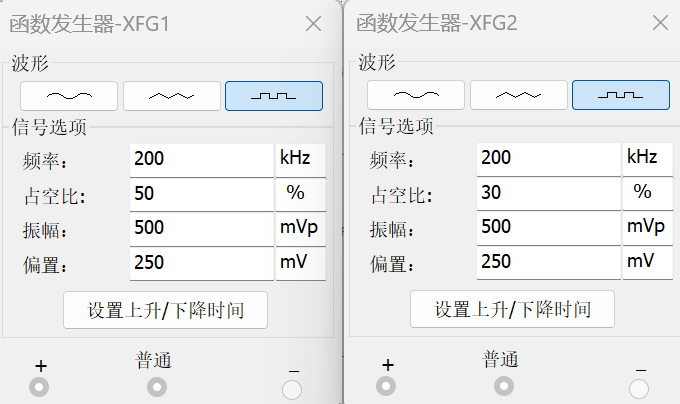 函数发生器-XFG1
波形
信号选项
频率： 200 kHz
占空比: 50 %
振幅： 500 mVp
偏置： 250 mV
设置上升/下降时间
+ 普通 −
函数发生器-XFG2
波形
信号选项
频率： 200 kHz
占空比: 30 %
振幅： 500 mVp
偏置： 250 mV
设置上升/下降时间
+ 普通 −